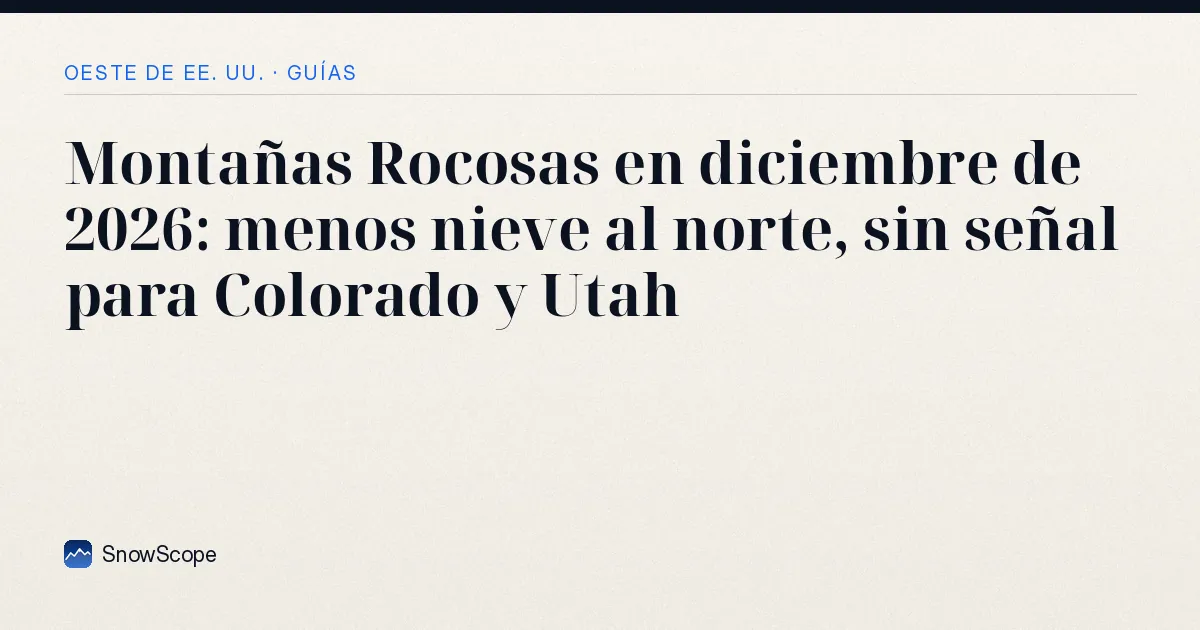 OESTE DE EE. UU. · GUÍAS
Montañas Rocosas en diciembre de
2026: menos nieve al norte, sin señal
para Colorado y Utah
SnowScope